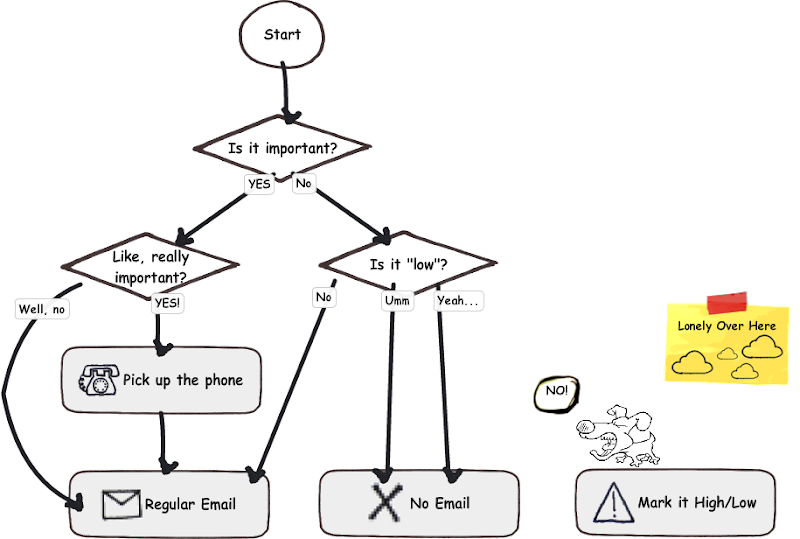 Start
Is it important?
YES
No
Like, really
important?
Is it "low"?
Well, no
YES!
No
Umm
Yeah...
Lonely Over Here
Pick up the phone
NO!
Regular Email
No Email
Mark it High/Low